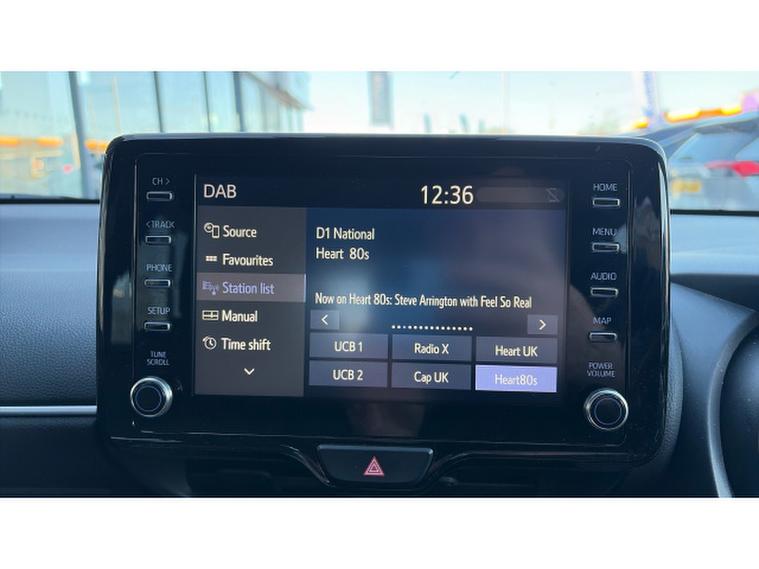 DAB
12:36
Source
Favourites
Station list
Manual
Time shift
D1 National
Heart 80s
Now on Heart 80s: Steve Arrington with Feel So Real
UCB 1
Radio X
Heart UK
UCB 2
Cap UK
Heart80s
CH >
< TRACK
PHONE
SETUP
TUNE
SCROLL
HOME
MENU
AUDIO
MAP
POWER
VOLUME